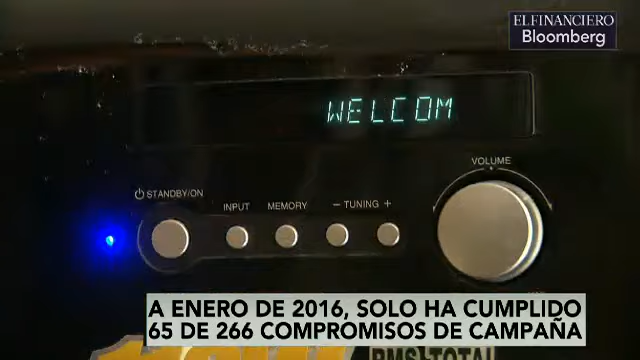 EL FINANCIERO
Bloomberg
WELCOM
VOLUME
STANDBY/ON
INPUT
MEMORY
– TUNING +
A ENERO DE 2016, SOLO HA CUMPLIDO
65 DE 266 COMPROMISOS DE CAMPAÑA